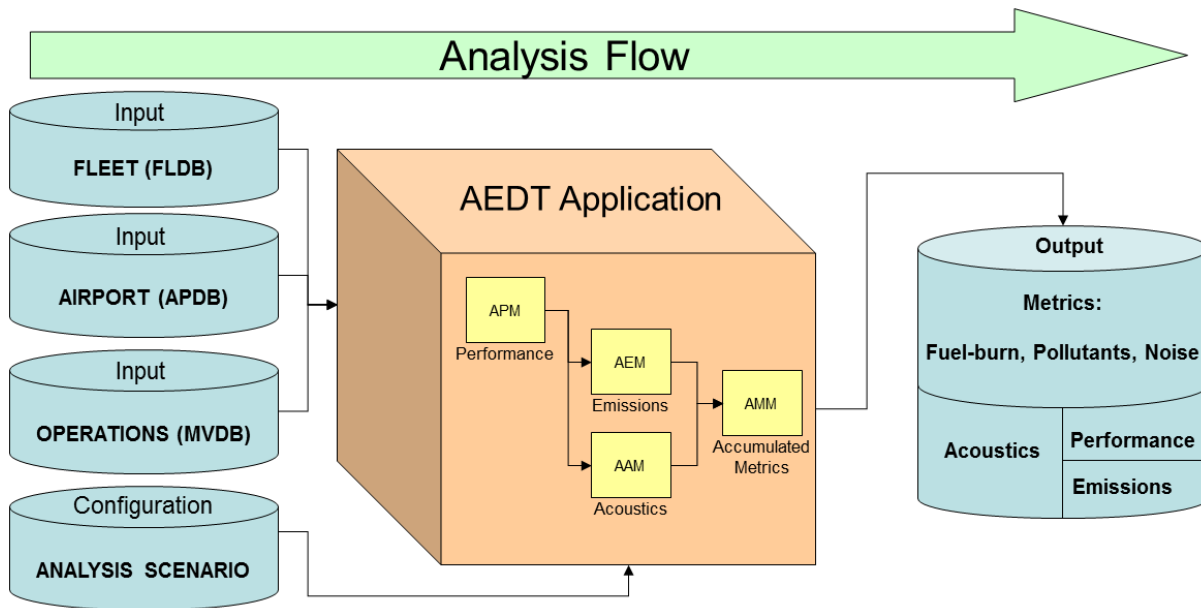 Analysis Flow
Input
FLEET (FLDB)
Input
AIRPORT (APDB)
Input
OPERATIONS (MVDB)
Configuration
ANALYSIS SCENARIO
AEDT Application
APM
Performance
AEM
Emissions
AAM
Acoustics
AMM
Accumulated
Metrics
Output
Metrics:
Fuel-burn, Pollutants, Noise
Acoustics
Performance
Emissions